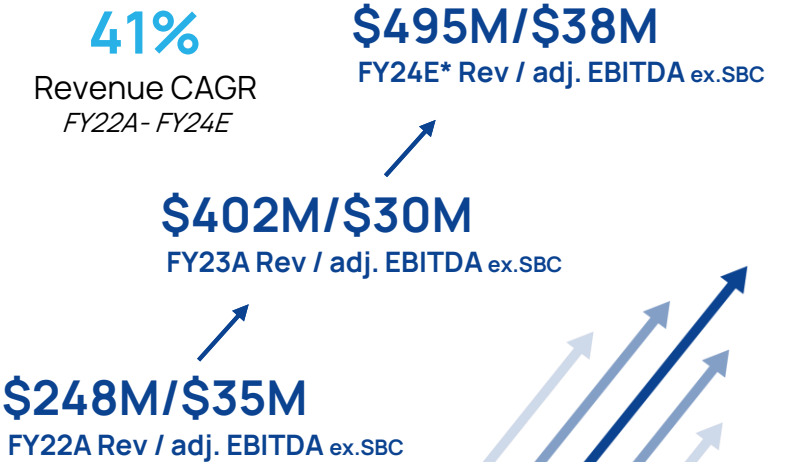 41%
Revenue CAGR
FY22A- FY24E
$495M/$38M
FY24E* Rev / adj. EBITDA ex.SBC
$402M/$30M
FY23A Rev / adj. EBITDA ex.SBC
$248M/$35M
FY22A Rev / adj. EBITDA ex.SBC